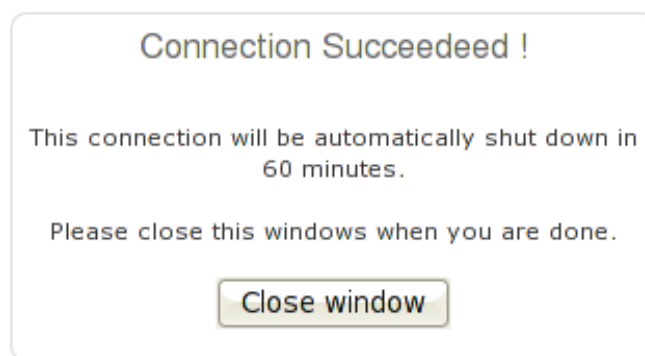 Connection Succeedeed !
This connection will be automatically shut down in
60 minutes.
Please close this windows when you are done.
Close window